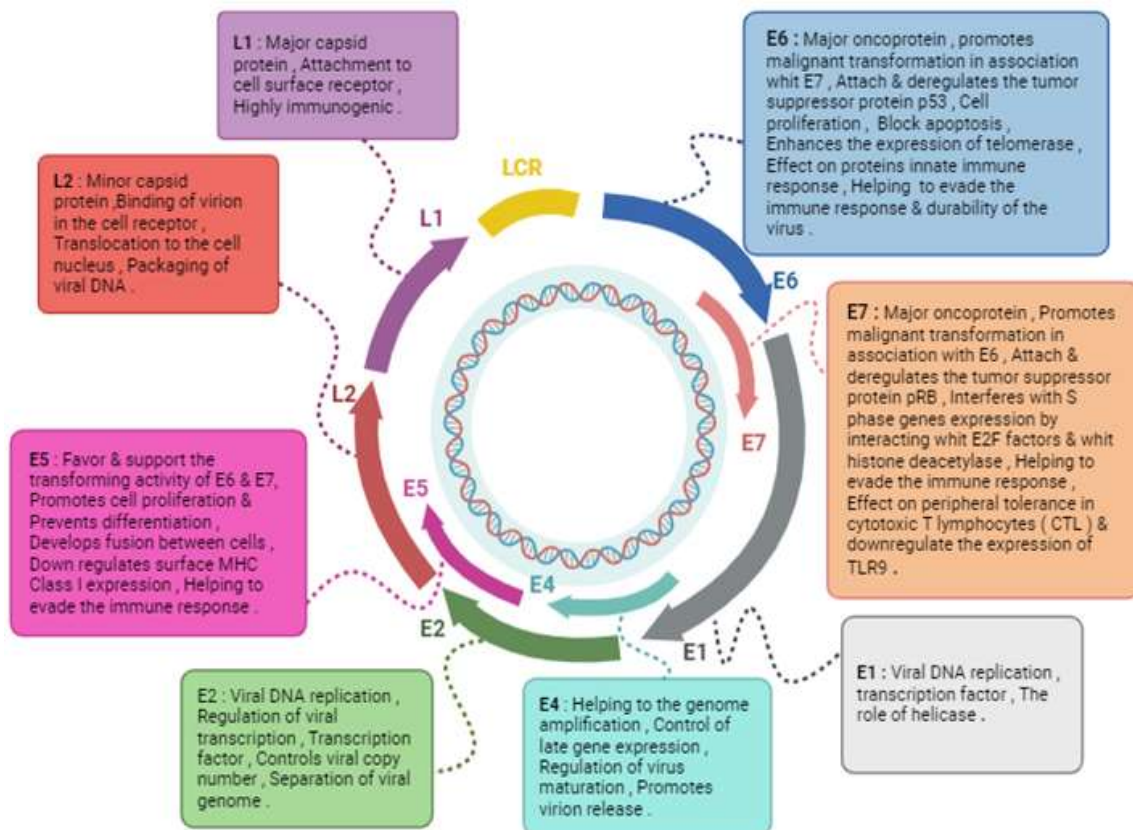 L1 : Major capsid
protein , Attachment to
cell surface receptor ,
Highly immunogenic .
E6 : Major oncoprotein , promotes
malignant transformation in association
whit E7 , Attach & deregulates the tumor
suppressor protein p53 , Cell
proliferation , Block apoptosis ,
Enhances the expression of telomerase ,
Effect on proteins innate immune
response , Helping to evade the
immune response & durability of the
virus .
L2 : Minor capsid
protein ,Binding of virion
in the cell receptor ,
Translocation to the cell
nucleus , Packaging of
viral DNA .
LCR
L1
E6
E7 : Major oncoprotein , Promotes
malignant transformation in
association with E6 , Attach &
deregulates the tumor suppressor
protein pRB , Interferes with S
phase genes expression by
interacting whit E2F factors & whit
histone deacetylase , Helping to
evade the immune response ,
Effect on peripheral tolerance in
cytotoxic T lymphocytes ( CTL ) &
downregulate the expression of
TLR9 .
L2
E7
E5 : Favor & support the
transforming activity of E6 & E7,
Promotes cell proliferation &
Prevents differentiation ,
Develops fusion between cells ,
Down regulates surface MHC
Class I expression , Helping to
evade the immune response .
E5
E4
E2
E1
E1 : Viral DNA replication ,
transcription factor , The
role of helicase .
E2 : Viral DNA replication ,
Regulation of viral
transcription , Transcription
factor , Controls viral copy
number , Separation of viral
genome .
E4 : Helping to the genome
amplification , Control of
late gene expression ,
Regulation of virus
maturation , Promotes
virion release .